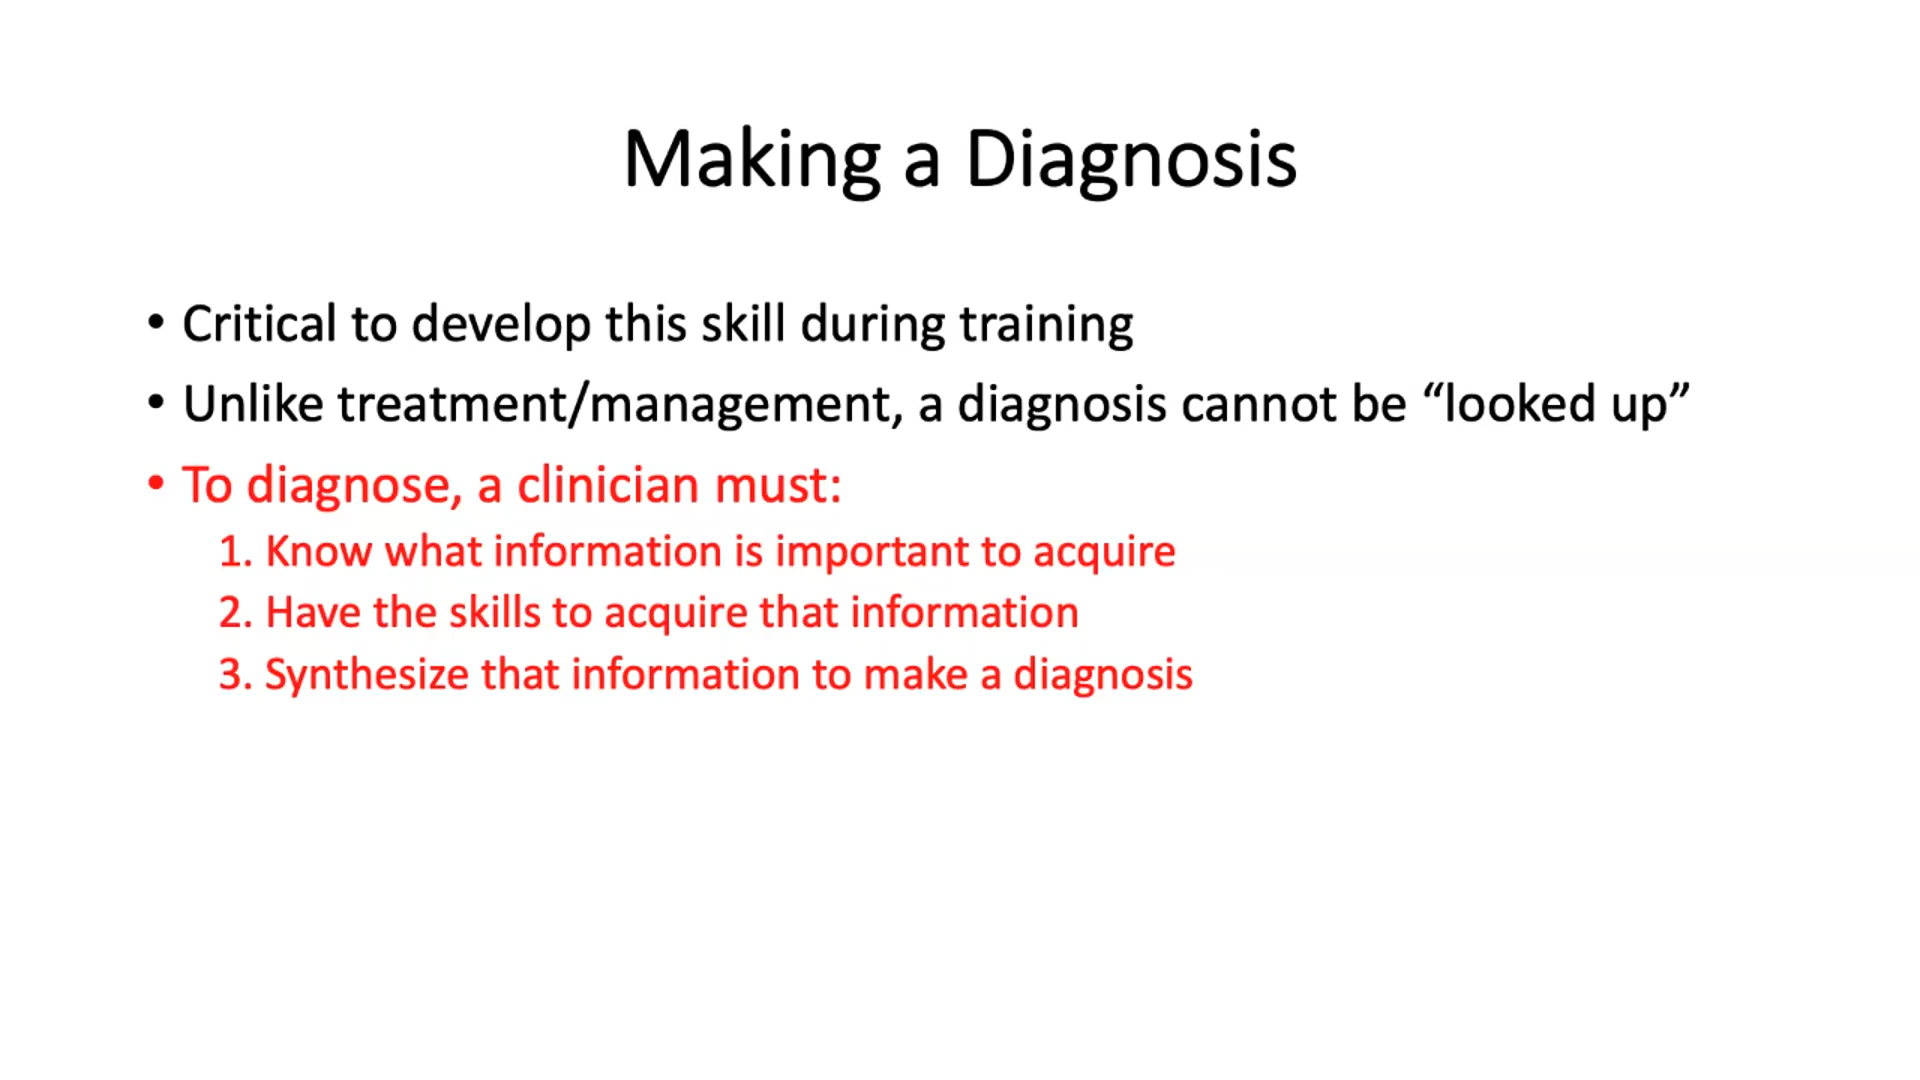 Making a Diagnosis
• Critical to develop this skill during training
• Unlike treatment/management, a diagnosis cannot be “looked up”
• To diagnose, a clinician must:
1. Know what information is important to acquire
2. Have the skills to acquire that information
3. Synthesize that information to make a diagnosis